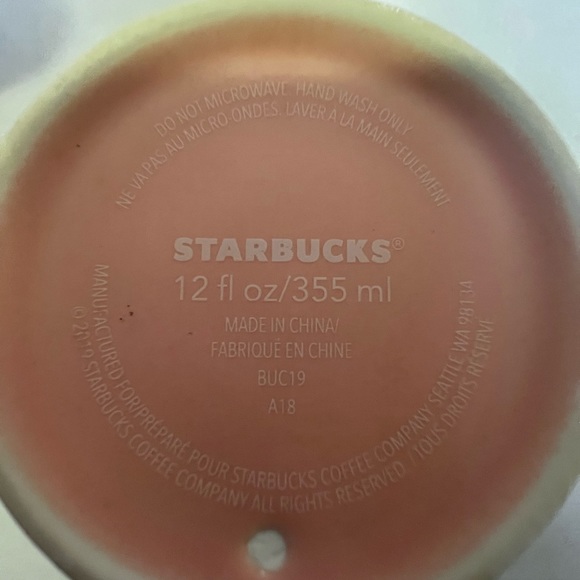 DO NOT MICROWAVE. HAND WASH ONLY
NE VA PAS AU MICRO-ONDES. LAVER À LA MAIN SEULEMENT
STARBUCKS®
12 fl oz/355 ml
MADE IN CHINA/
FABRIQUÉ EN CHINE
BUC19
A18
MANUFACTURED FOR/PRÉPARÉ POUR STARBUCKS COFFEE COMPANY SEATTLE WA 98134
© 2019 STARBUCKS COFFEE COMPANY ALL RIGHTS RESERVED. / TOUS DROITS RÉSERVÉ